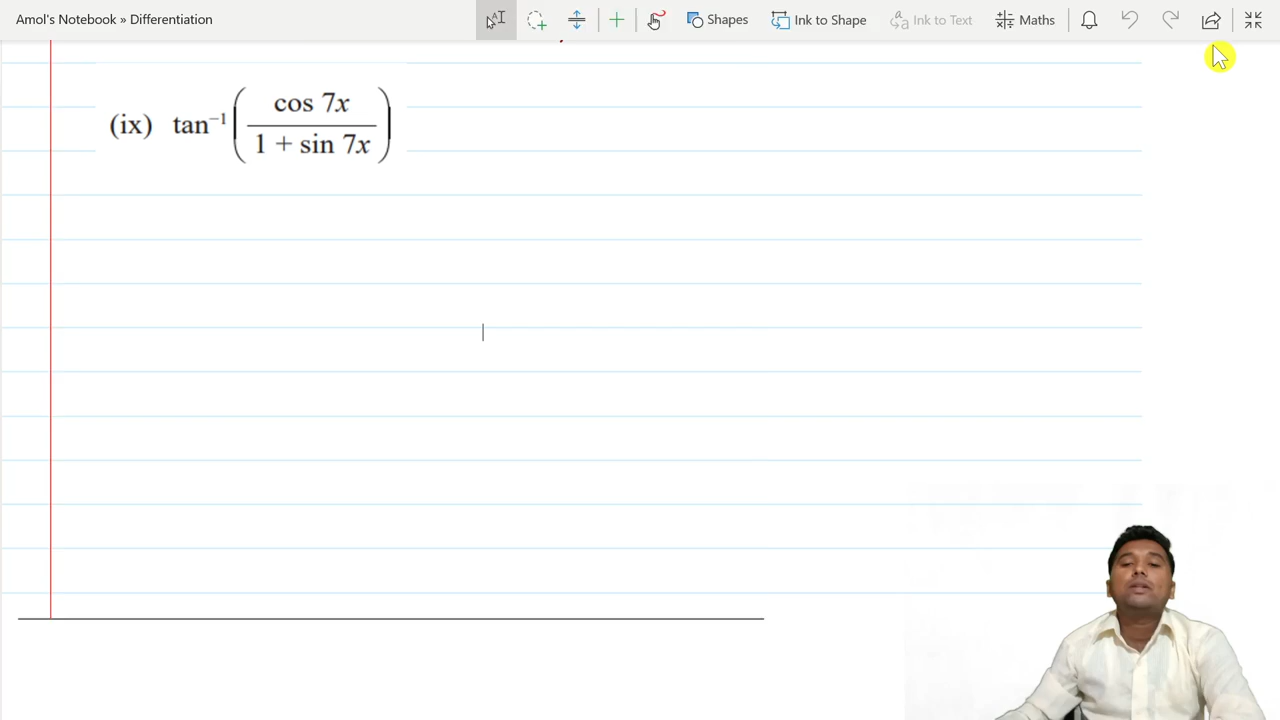 Amol's Notebook » Differentiation
Shapes
Ink to Shape
Ink to Text
Maths
(ix) tan⁻¹ ( cos 7x / 1 + sin 7x )